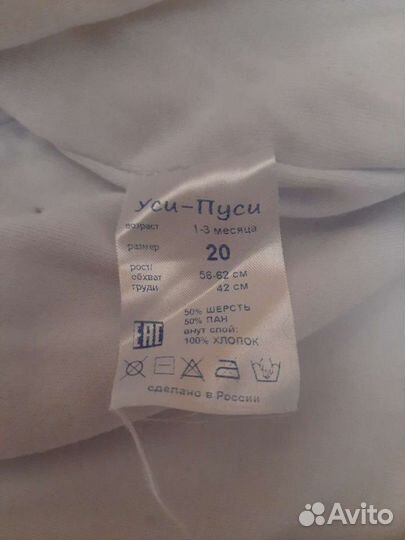 Уси-Пуси
возраст 1-3 месяца
размер 20
рост/ 56-62 см
обхват
груди 42 см
50% ШЕРСТЬ
50% ПАН
внут слой:
100% ХЛОПОК
EAC
сделано в России
Avito